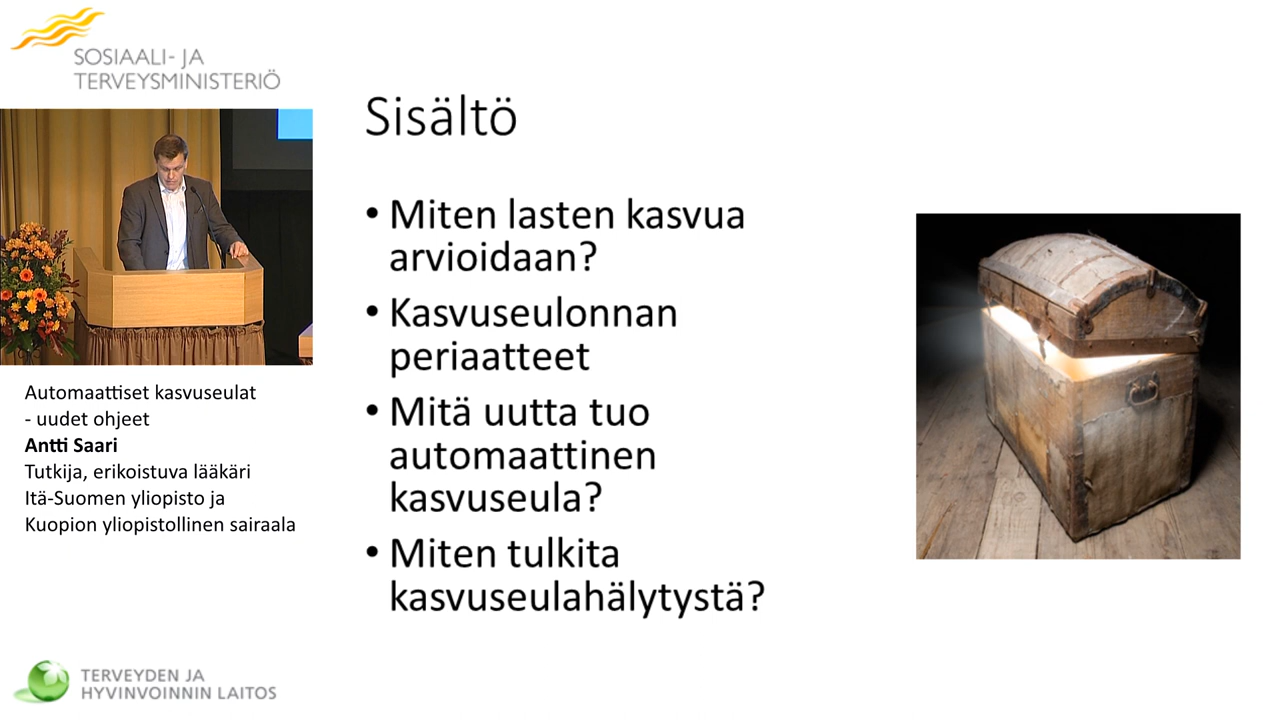 SOSIAALI- JA
TERVEYSMINISTERIÖ
Sisältö
• Miten lasten kasvua
arvioidaan?
• Kasvuseulonnan
periaatteet
• Mitä uutta tuo
automaattinen
kasvuseula?
• Miten tulkita
kasvuseulahälytystä?
Automaattiset kasvuseulat
- uudet ohjeet
Antti Saari
Tutkija, erikoistuva lääkäri
Itä-Suomen yliopisto ja
Kuopion yliopistollinen sairaala
TERVEYDEN JA
HYVINVOINNIN LAITOS